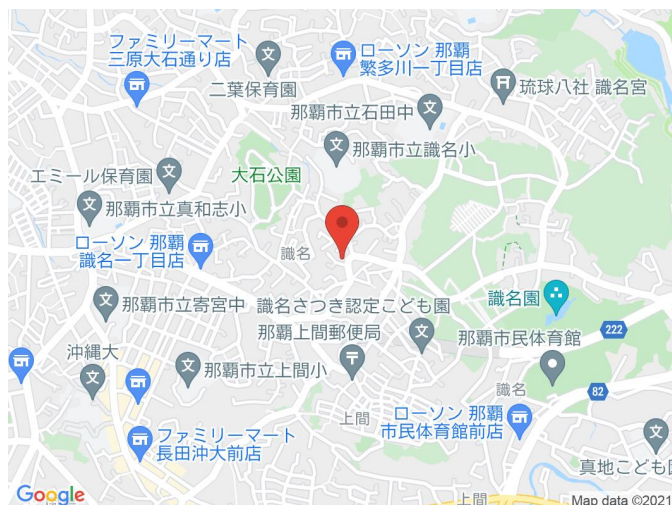 ファミリーマート
三原大石通り店
二葉保育園
ローソン 那覇
繁多川一丁目店
琉球八社 識名宮
那覇市立石田中
那覇市立識名小
大石公園
エミール保育園
那覇市立真和志小
ローソン 那覇
識名一丁目店
識名
識名園
那覇市立寄宮中
識名さつき認定こども園
那覇上間郵便局
222
那覇市民体育館
沖縄大
那覇市立上間小
識名
82
上間
ローソン 那覇
市民体育館前店
ファミリーマート
長田沖大前店
真地こども園
上間
Google
Map data ©2021